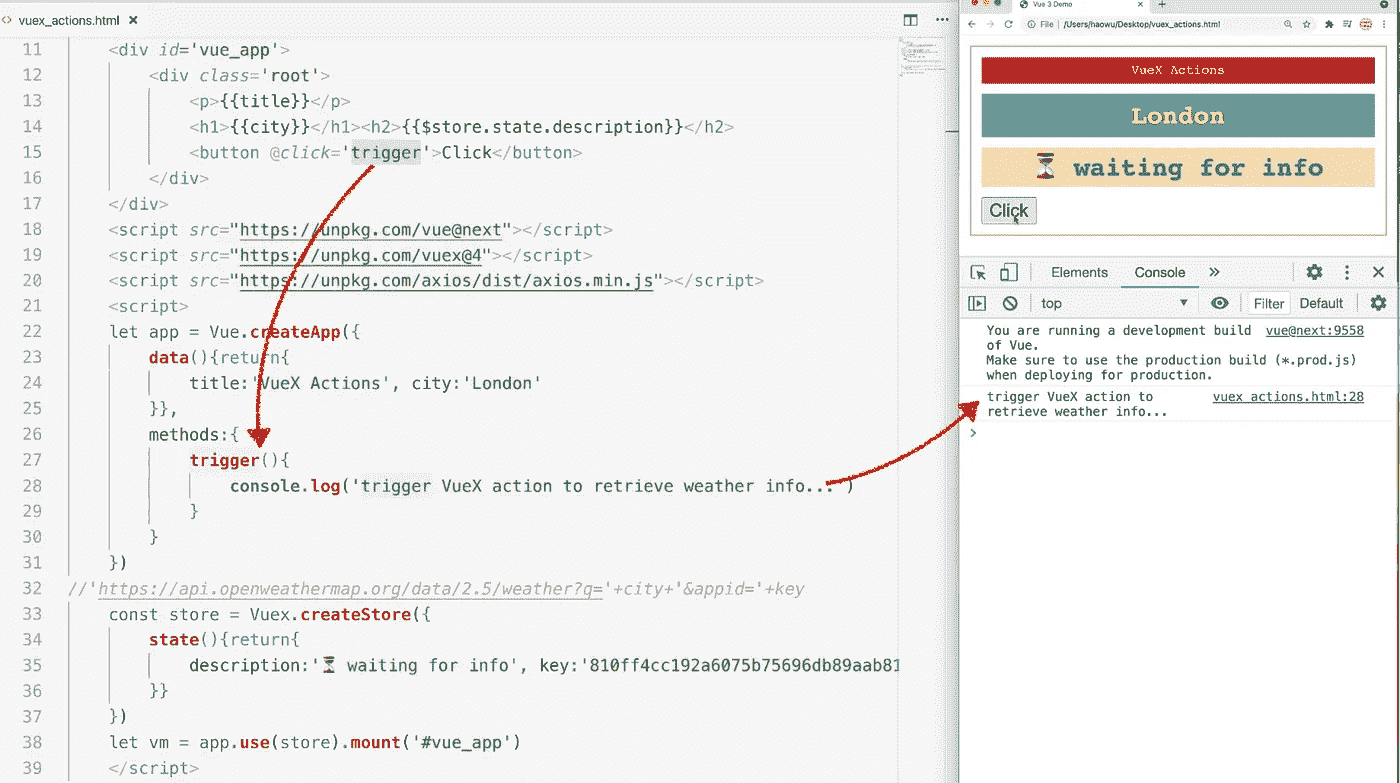 vuex_actions.html
11 <div id='vue_app'>
12 <div class='root'>
13 <p>{{title}}</p>
14 <h1>{{city}}</h1><h2>{{$store.state.description}}</h2>
15 <button @click='trigger'>Click</button>
16 </div>
17 </div>
18 <script src="https://unpkg.com/vue@next"></script>
19 <script src="https://unpkg.com/vuex@4"></script>
20 <script src="https://unpkg.com/axios/dist/axios.min.js"></script>
21 <script>
22 let app = Vue.createApp({
23 data(){return{
24 title:'VueX Actions', city:'London'
25 }},
26 methods:{
27 trigger(){
28 console.log('trigger VueX action to retrieve weather info...')
29 }
30 }
31 })
32 //'https://api.openweathermap.org/data/2.5/weather?q='+city+'&appid='+key
33 const store = Vuex.createStore({
34 state(){return{
35 description:'⏳ waiting for info', key:'810ff4cc192a6075b75696db89aab81
36 }}
37 })
38 let vm = app.use(store).mount('#vue_app')
39 </script>
Vue 3 Demo
File | /Users/haowu/Desktop/vuex_actions.html
VueX Actions
London
⏳ waiting for info
Click
Elements Console »
top Filter Default
You are running a development build vue@next:9558
of Vue.
Make sure to use the production build (*.prod.js)
when deploying for production.
trigger VueX action to vuex_actions.html:28
retrieve weather info...
>